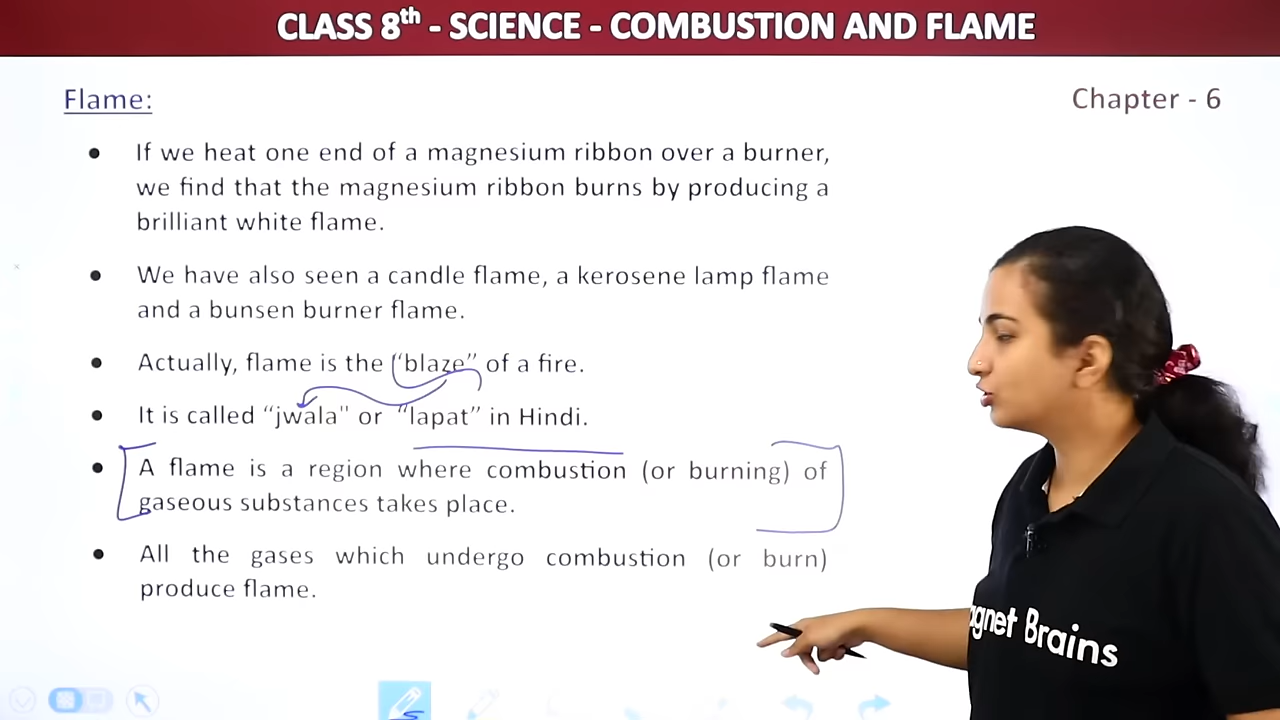 CLASS 8th - SCIENCE - COMBUSTION AND FLAME
Flame:
Chapter - 6
If we heat one end of a magnesium ribbon over a burner,
we find that the magnesium ribbon burns by producing a
brilliant white flame.
We have also seen a candle flame, a kerosene lamp flame
and a bunsen burner flame.
Actually, flame is the “blaze” of a fire.
It is called “jwala" or “lapat” in Hindi.
A flame is a region where combustion (or burning) of
gaseous substances takes place.
All the gases which undergo combustion (or burn)
produce flame.
agnet Brains